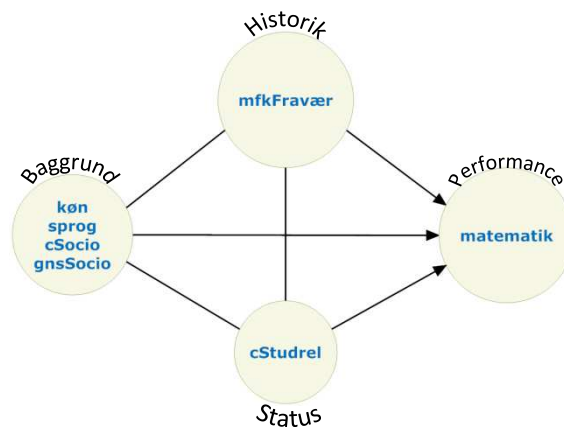 Historik
mfkFravær
Baggrund
køn
sprog
cSocio
gnsSocio
Performance
matematik
cStudrel
Status